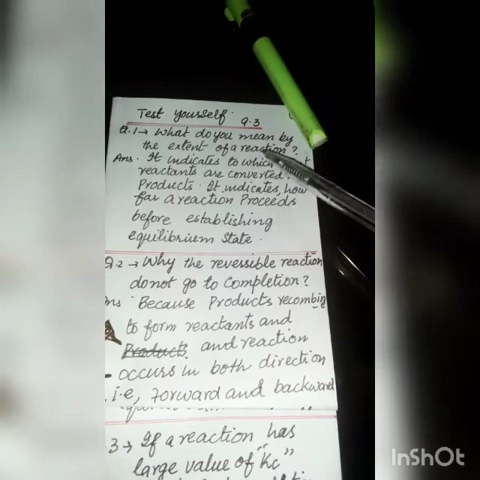 Test yourself 9.3
Q.1→ What do you mean by
the extent of a reaction?
Ans. It indicates to which
reactants are converted
Products. It indicates, how
far a reaction Proceeds
before establishing
equilibrium State.
Q.2→ Why the reversible reaction
donot go to Completion?
Ans. Because Products recombine
to form reactants and
Products and reaction
occurs in both direction
i.e, Forward and backward
3→ If a reaction has
large value of "Kc"
InShOt